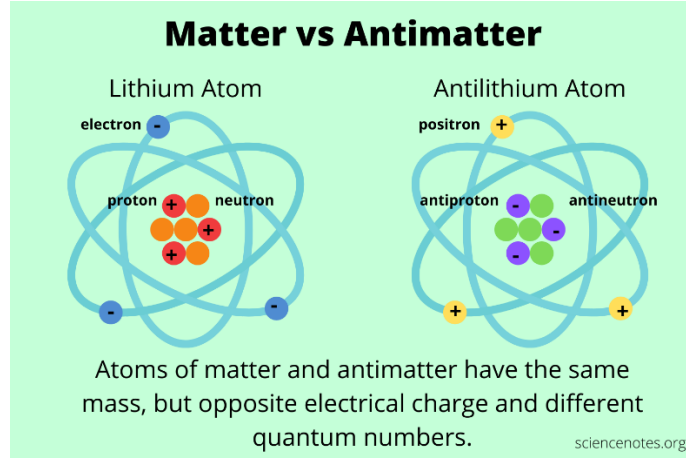 Matter vs Antimatter
Lithium Atom
Antilithium Atom
electron
-
positron
+
proton
+
neutron
+
+
antiproton
-
antineutron
-
-
-
-
+
+
Atoms of matter and antimatter have the same
mass, but opposite electrical charge and different
quantum numbers.
sciencenotes.org